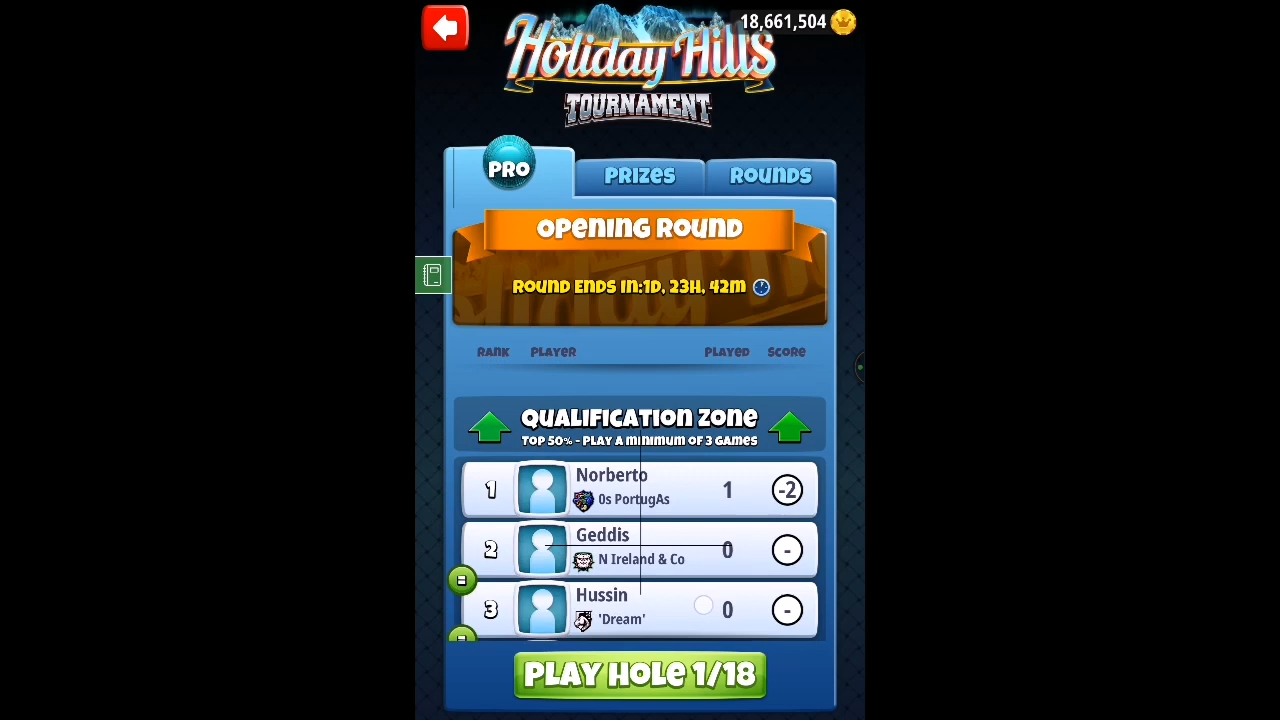 18,661,504
Holiday Hills
TOURNAMENT
PRO
PRIZES
ROUNDS
OPENING ROUND
ROUND ENDS IN:1D, 23H, 42M
RANK PLAYER PLAYED SCORE
QUALIFICATION ZONE
TOP 50% - PLAY A MINIMUM OF 3 GAMES
1 Norberto 1 -2
0s PortugAs
2 Geddis 0 -
N Ireland & Co
3 Hussin 0 -
'Dream'
PLAY HOLE 1/18